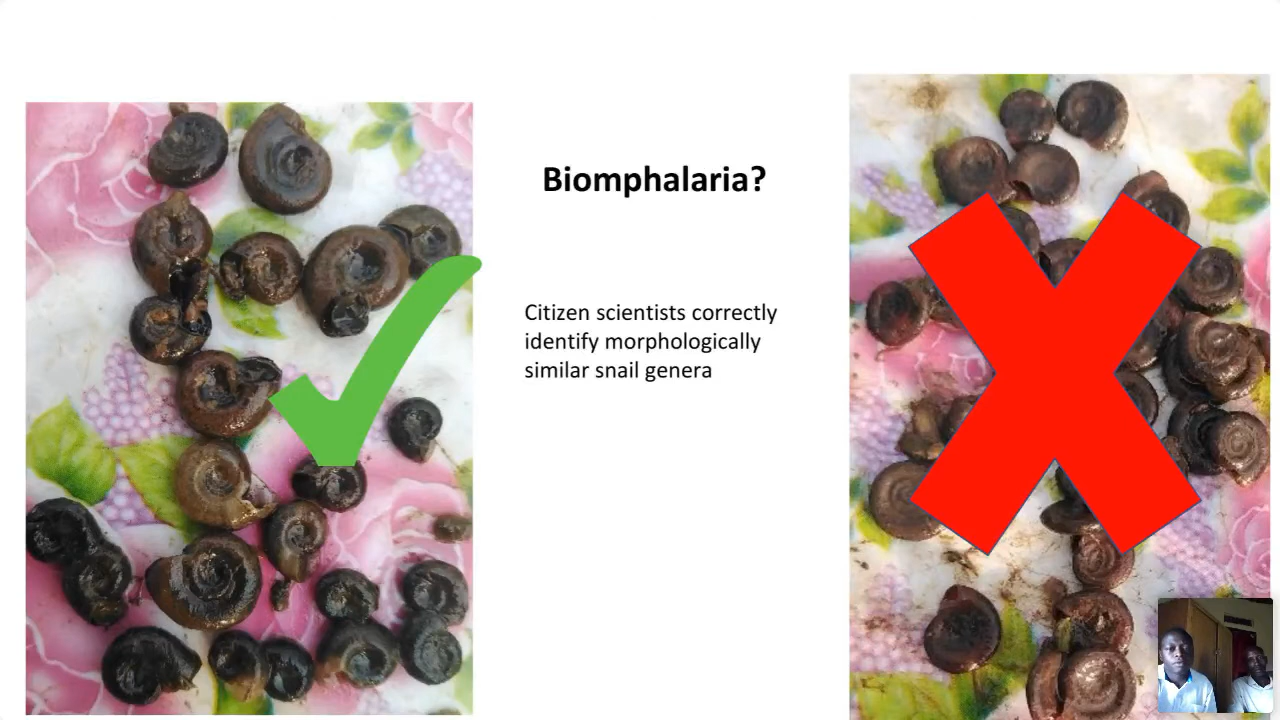 Biomphalaria?
Citizen scientists correctly
identify morphologically
similar snail genera